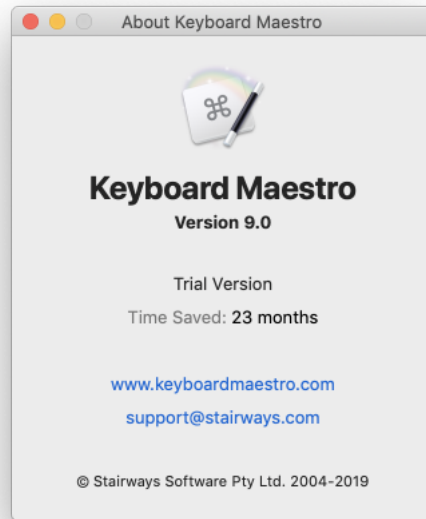 About Keyboard Maestro
⌘
Keyboard Maestro
Version 9.0
Trial Version
Time Saved: 23 months
www.keyboardmaestro.com
support@stairways.com
© Stairways Software Pty Ltd. 2004-2019